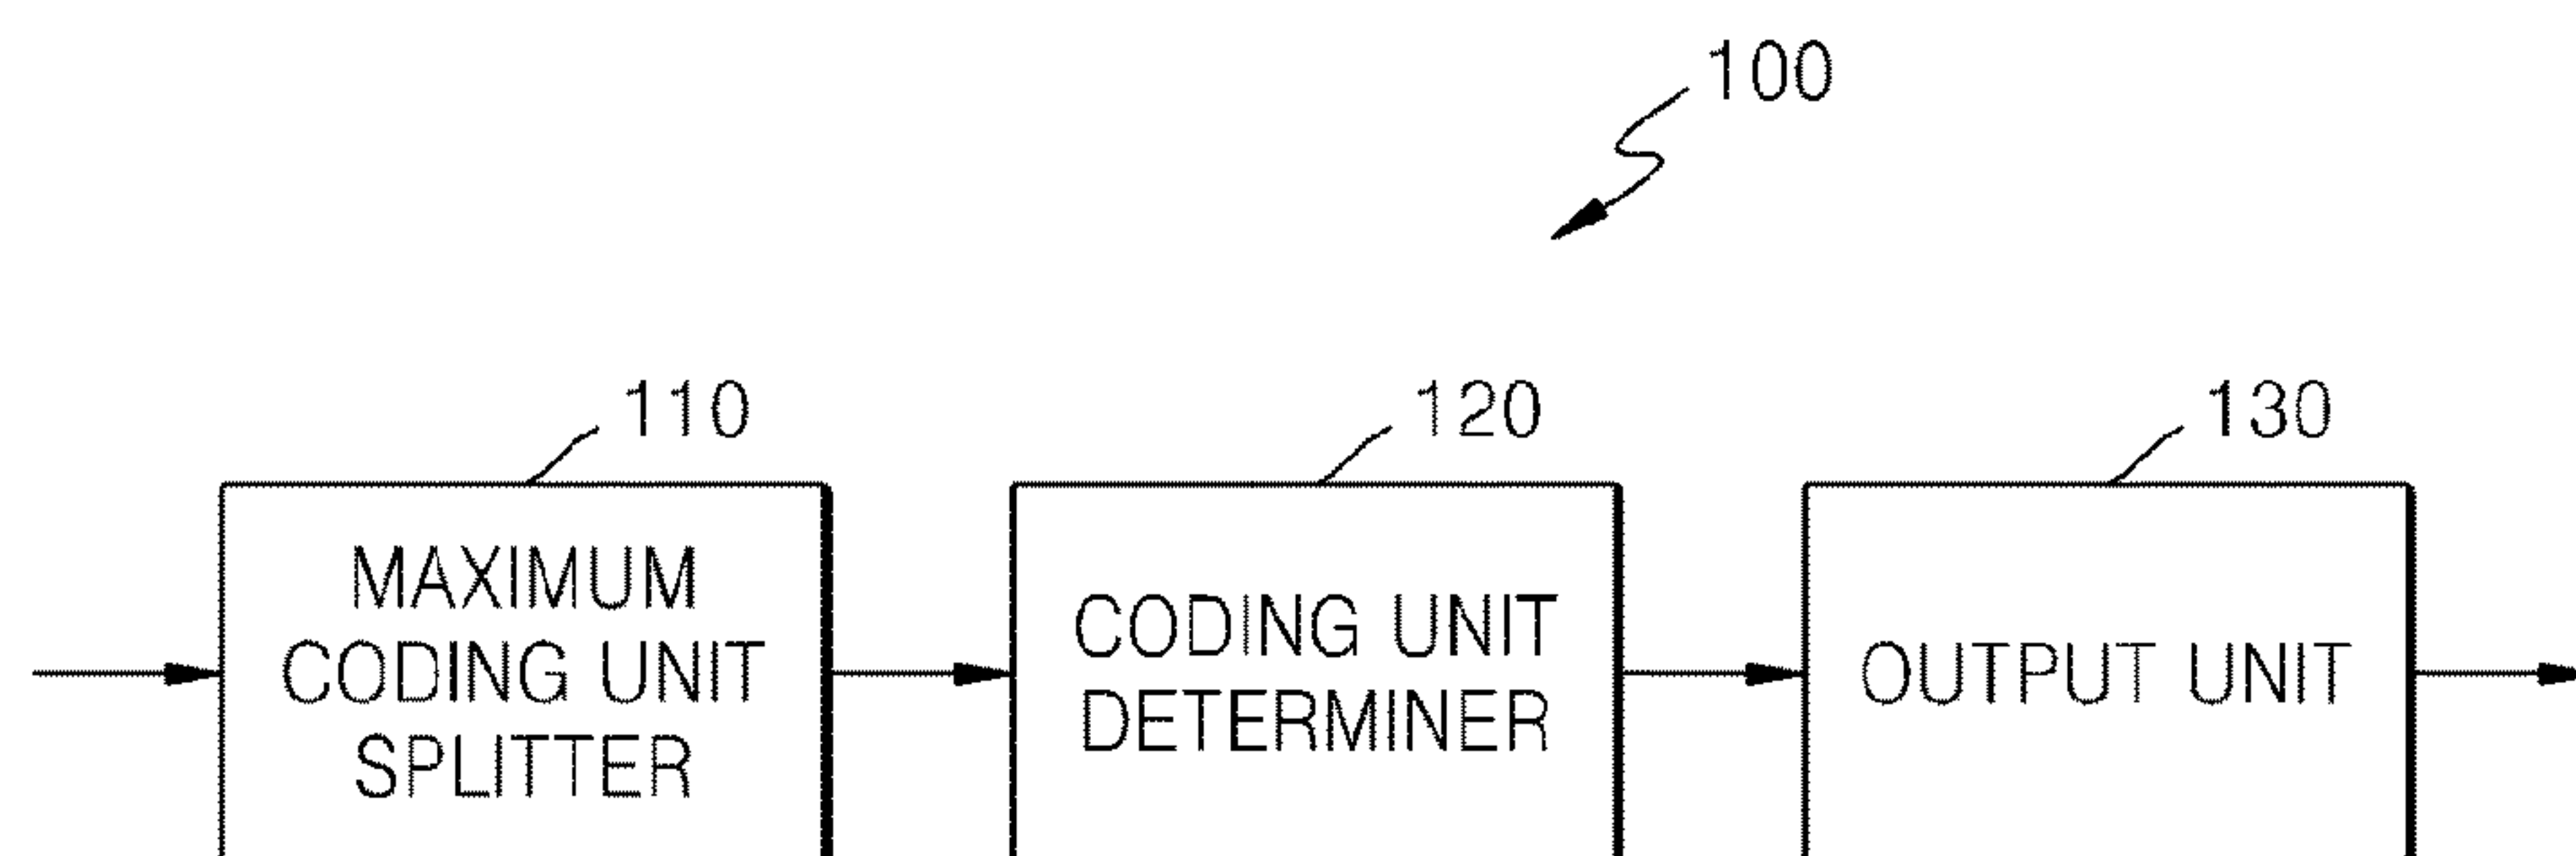 100
110
120
130
MAXIMUM
CODING UNIT
SPLITTER
CODING UNIT
DETERMINER
OUTPUT UNIT